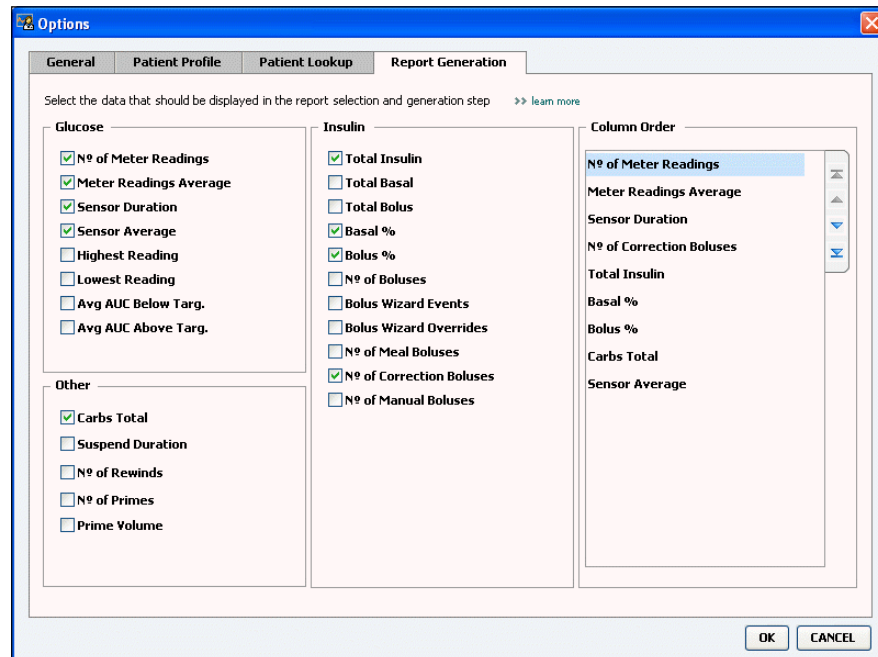 Options
General Patient Profile Patient Lookup Report Generation
Select the data that should be displayed in the report selection and generation step >> learn more
Glucose
Nº of Meter Readings
Meter Readings Average
Sensor Duration
Sensor Average
Highest Reading
Lowest Reading
Avg AUC Below Targ.
Avg AUC Above Targ.
Other
Carbs Total
Suspend Duration
Nº of Rewinds
Nº of Primes
Prime Volume
Insulin
Total Insulin
Total Basal
Total Bolus
Basal %
Bolus %
Nº of Boluses
Bolus Wizard Events
Bolus Wizard Overrides
Nº of Meal Boluses
Nº of Correction Boluses
Nº of Manual Boluses
Column Order
Nº of Meter Readings
Meter Readings Average
Sensor Duration
Nº of Correction Boluses
Total Insulin
Basal %
Bolus %
Carbs Total
Sensor Average
OK CANCEL